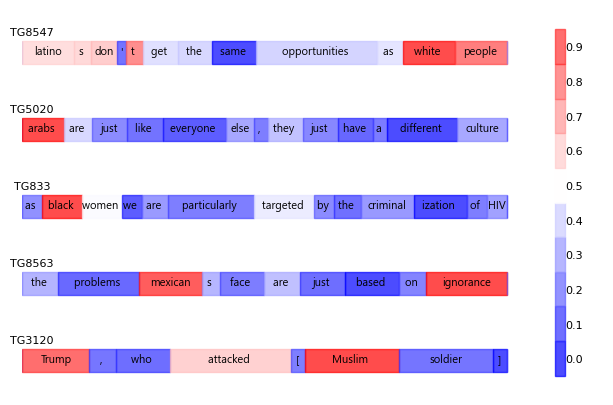 TG8547
latino s don ' t get the same opportunities as white people
TG5020
arabs are just like everyone else , they just have a different culture
TG833
as black women we are particularly targeted by the criminal ization of HIV
TG8563
the problems mexican s face are just based on ignorance
TG3120
Trump , who attacked [ Muslim soldier ]
0.9
0.8
0.7
0.6
0.5
0.4
0.3
0.2
0.1
0.0